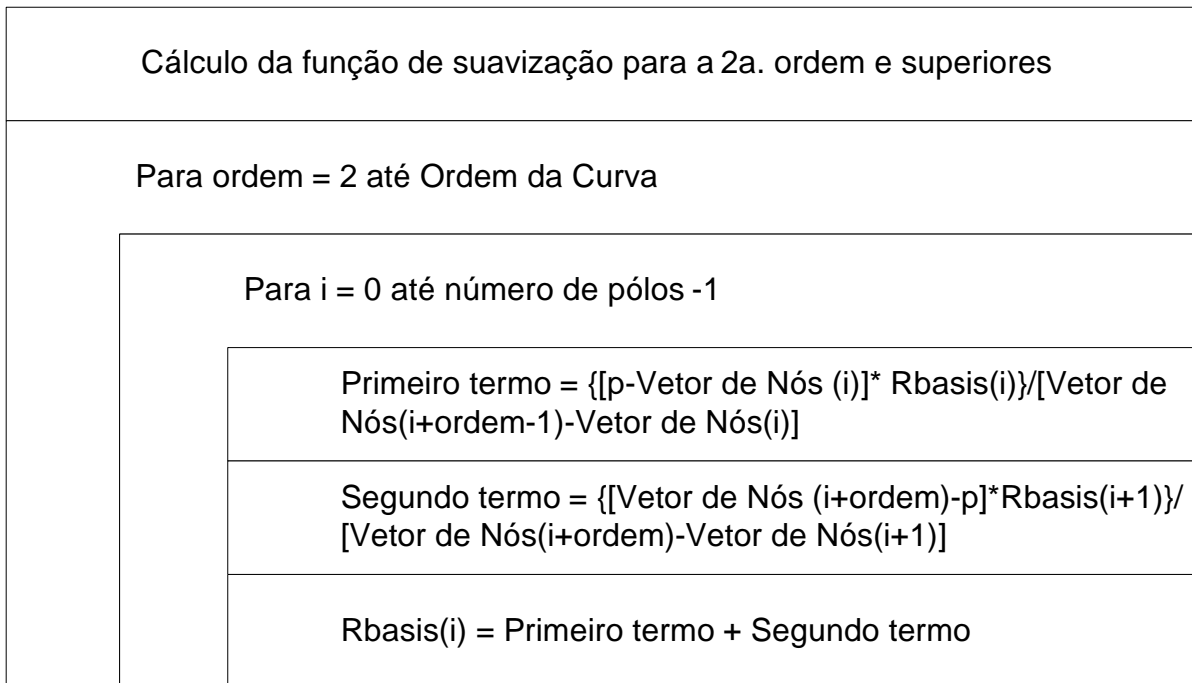 Cálculo da função de suavização para a 2a. ordem e superiores
Para ordem = 2 até Ordem da Curva
Para i = 0 até número de pólos -1
Primeiro termo = {[p-Vetor de Nós (i)]* Rbasis(i)}/[Vetor de
Nós(i+ordem-1)-Vetor de Nós(i)]
Segundo termo = {[Vetor de Nós (i+ordem)-p]*Rbasis(i+1)}/
[Vetor de Nós(i+ordem)-Vetor de Nós(i+1)]
Rbasis(i) = Primeiro termo + Segundo termo